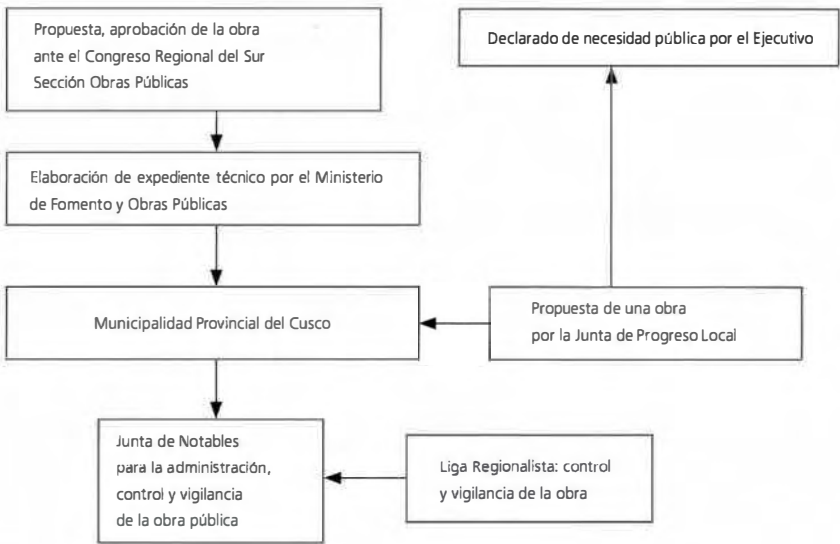 Propuesta, aprobación de la obra
ante el Congreso Regional del Sur
Sección Obras Públicas
Declarado de necesidad pública por el Ejecutivo
Elaboración de expediente técnico por el Ministerio
de Fomento y Obras Públicas
Municipalidad Provincial del Cusco
Propuesta de una obra
por la Junta de Progreso Local
Junta de Notables
para la administración,
control y vigilancia
de la obra pública
Liga Regionalista: control
y vigilancia de la obra